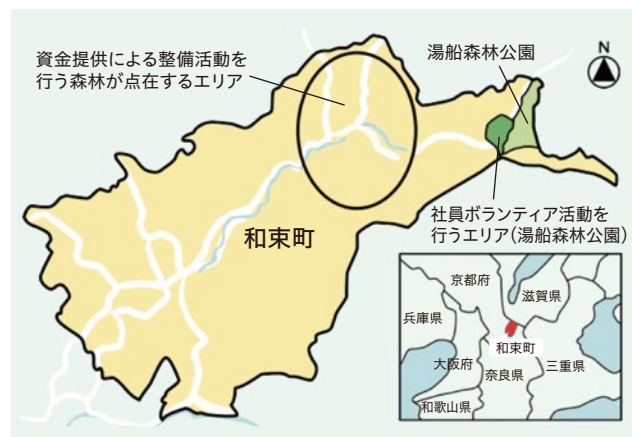 資金提供による整備活動を
行う森林が点在するエリア
湯船森林公園
N
和束町
社員ボランティア活動を
行うエリア(湯船森林公園)
京都府
滋賀県
兵庫県
和束町
大阪府
奈良県
三重県
和歌山県